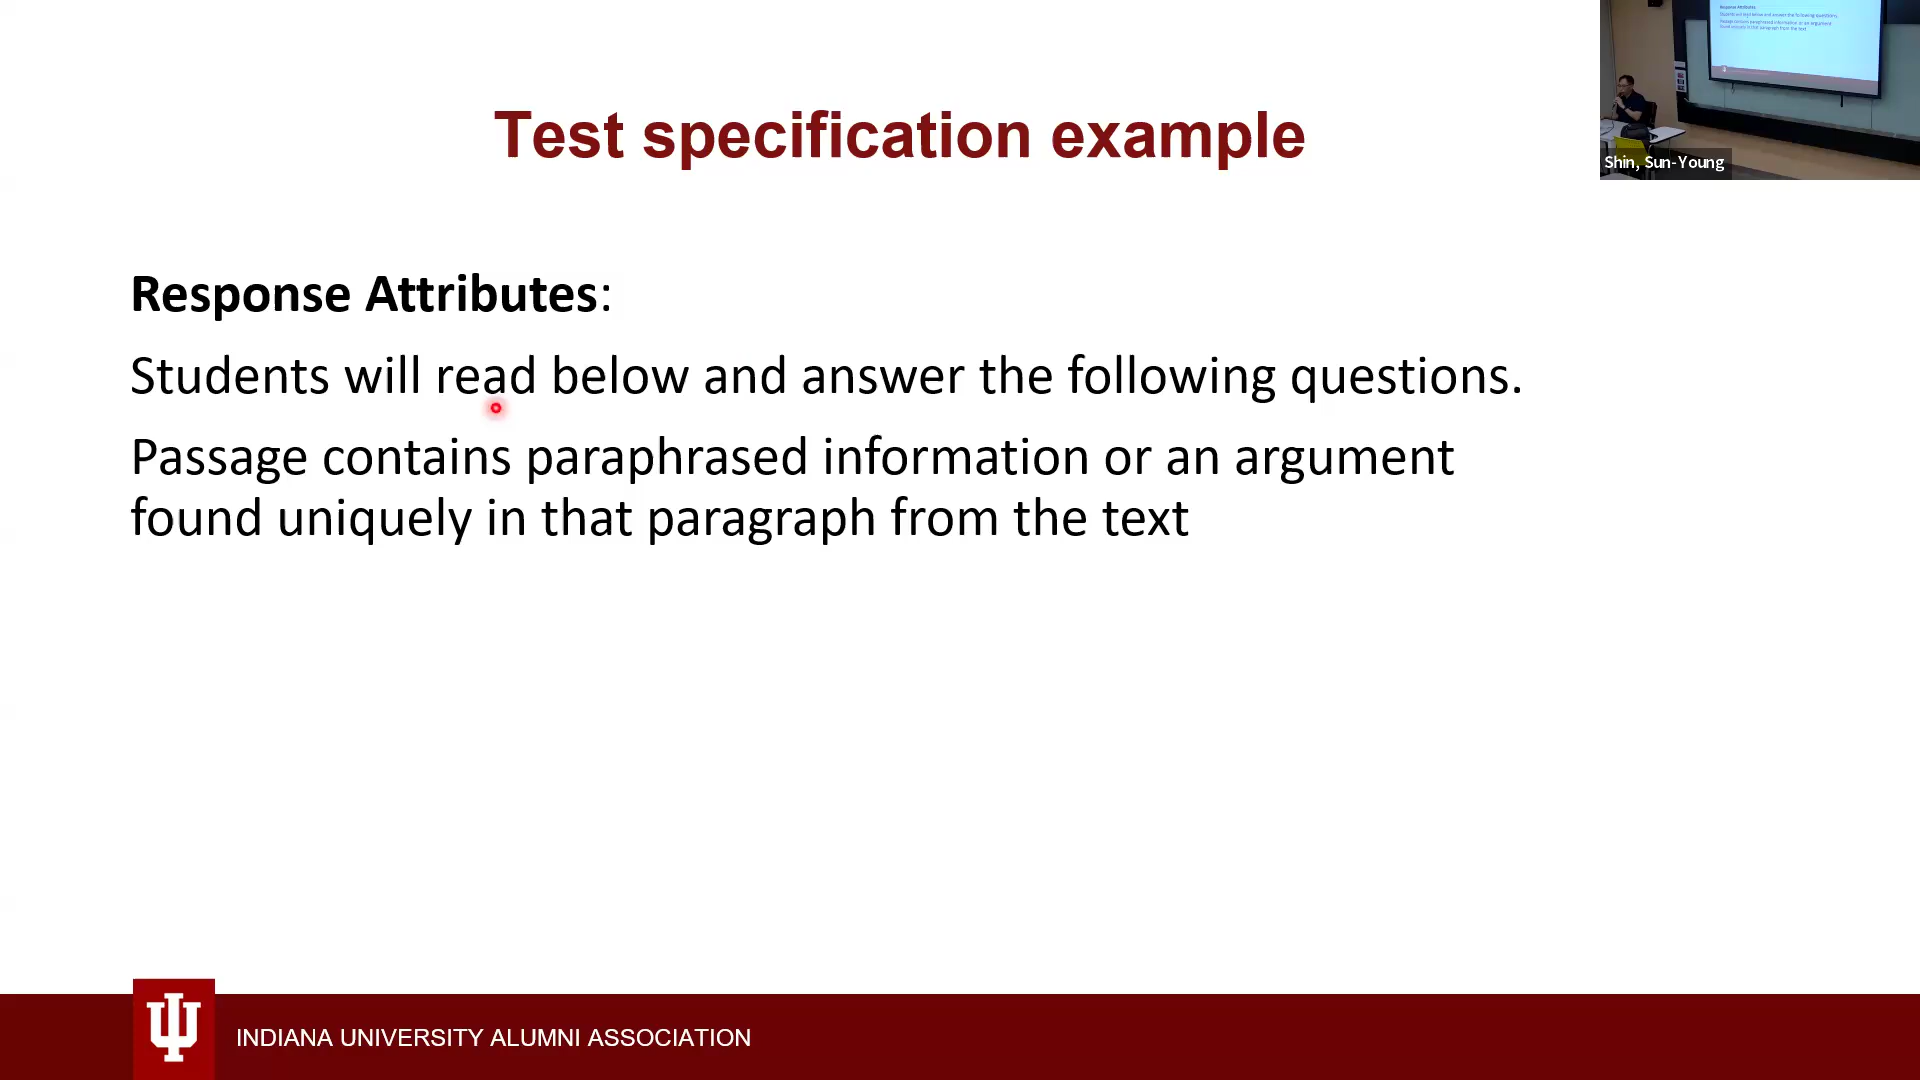 Test specification example
Shin, Sun-Young
Response Attributes:
Students will read below and answer the following questions.
Passage contains paraphrased information or an argument
found uniquely in that paragraph from the text
INDIANA UNIVERSITY ALUMNI ASSOCIATION